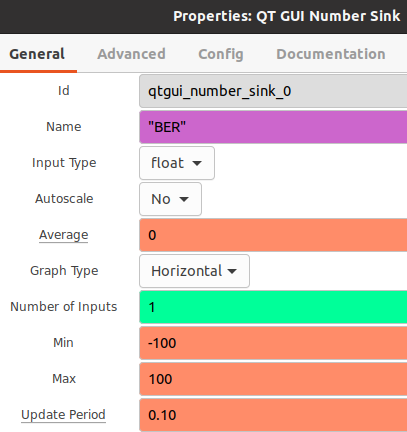 Properties: QT GUI Number Sink
General Advanced Config Documentation
Id qtgui_number_sink_0
Name "BER"
Input Type float
Autoscale No
Average 0
Graph Type Horizontal
Number of Inputs 1
Min -100
Max 100
Update Period 0.10